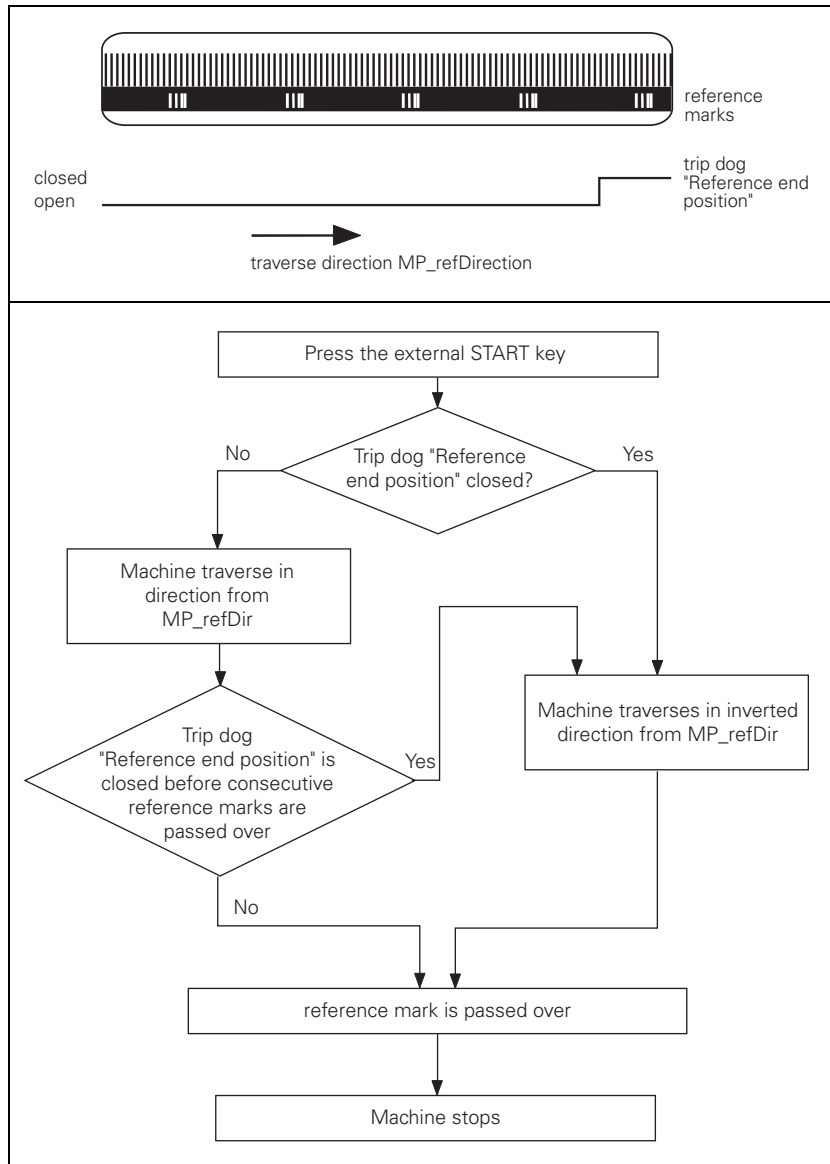 reference
marks
closed
open
trip dog
"Reference end
position"
traverse direction MP_refDirection
Press the external START key
No
Trip dog "Reference
end position" closed?
Yes
Machine traverse in
direction from
MP_refDir
Trip dog
"Reference end position" is
closed before consecutive
reference marks are
passed over
Yes
Machine traverses in inverted
direction from MP_refDir
No
reference mark is passed over
Machine stops